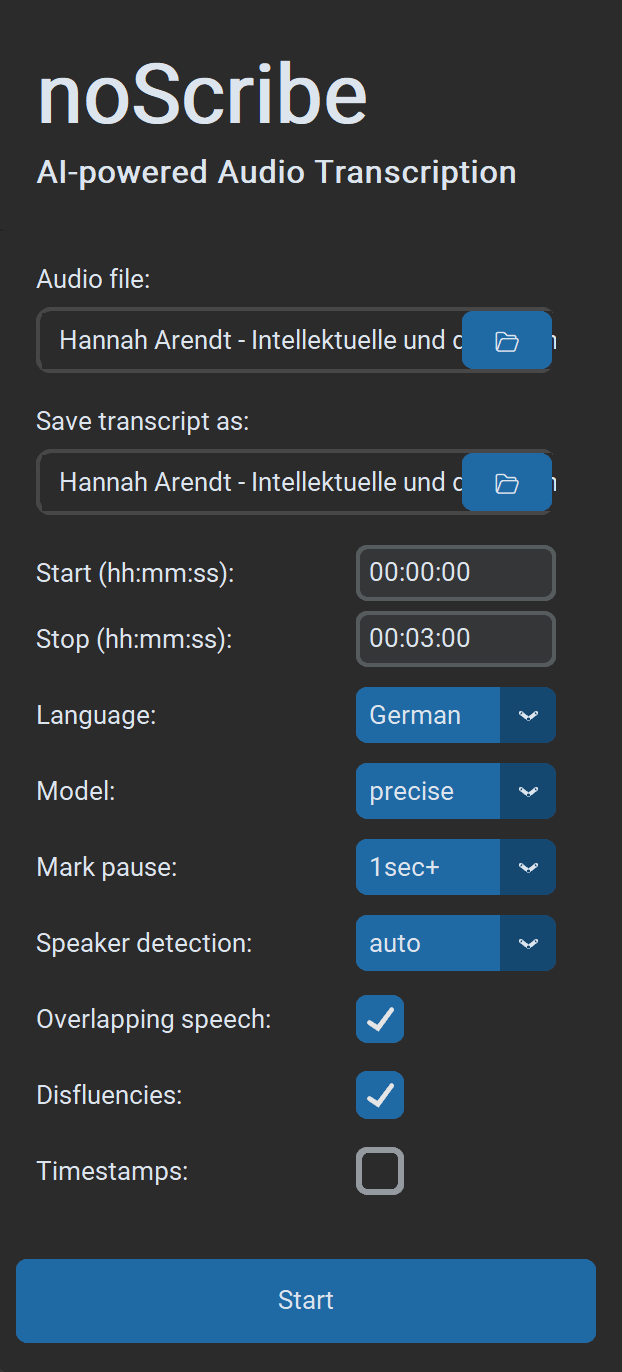 noScribe
AI-powered Audio Transcription
Audio file:
Hannah Arendt - Intellektuelle und
Save transcript as:
Hannah Arendt - Intellektuelle und
Start (hh:mm:ss): 00:00:00
Stop (hh:mm:ss): 00:03:00
Language: German
Model: precise
Mark pause: 1sec+
Speaker detection: auto
Overlapping speech:
Disfluencies:
Timestamps:
Start